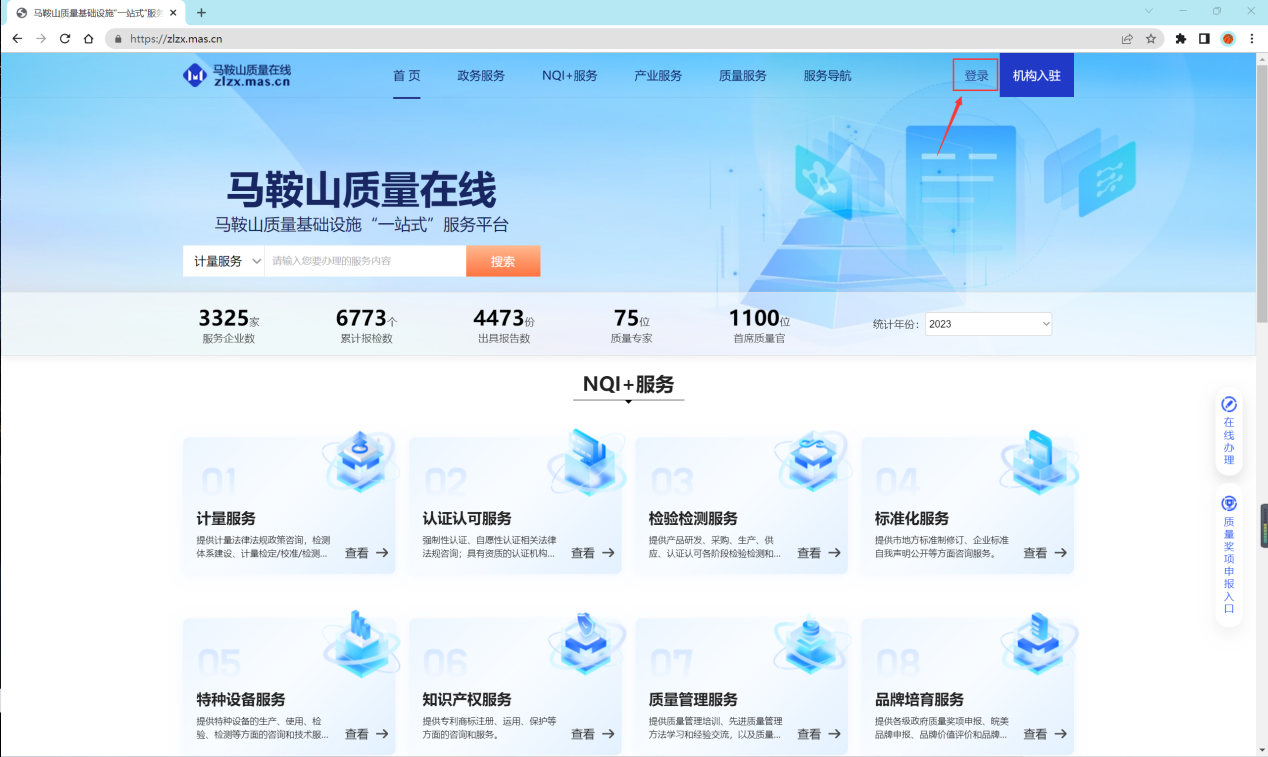 马鞍山质量基础设施"一站式"服务
https://zlzx.mas.cn
马鞍山质量在线
zlzx.mas.cn
首 页 政务服务 NQI+服务 产业服务 质量服务 服务导航 登录 机构入驻
马鞍山质量在线
马鞍山质量基础设施“一站式”服务平台
计量服务 请输入您要办理的服务内容 搜索
3325家 6773个 4473份 75位 1100位
服务企业数 累计报检数 出具报告数 质量专家 首席质量官
统计年份： 2023
NQI+服务
在线办理
质量奖项申报入口
01
计量服务
提供计量法律法规政策咨询，检测
体系建设、计量检定/校准/检测...
查看
02
认证认可服务
强制性认证、自愿性认证相关法律
法规咨询；具有资质的认证机构...
查看
03
检验检测服务
提供产品研发、采购、生产、供
应、认证认可各阶段检验检测和...
查看
04
标准化服务
提供市地方标准制修订、企业标准
自我声明公开等方面咨询服务。
查看
05
特种设备服务
提供特种设备的生产、使用、检
验、检测等方面的咨询和技术服...
查看
06
知识产权服务
提供专利商标注册、运用、保护等
方面的咨询和服务。
查看
07
质量管理服务
提供质量管理培训、先进质量管理
方法学习和经验交流，以及质量...
查看
08
品牌培育服务
提供各级政府质量奖项申报、皖美
品牌申报、品牌价值评价和品牌...
查看